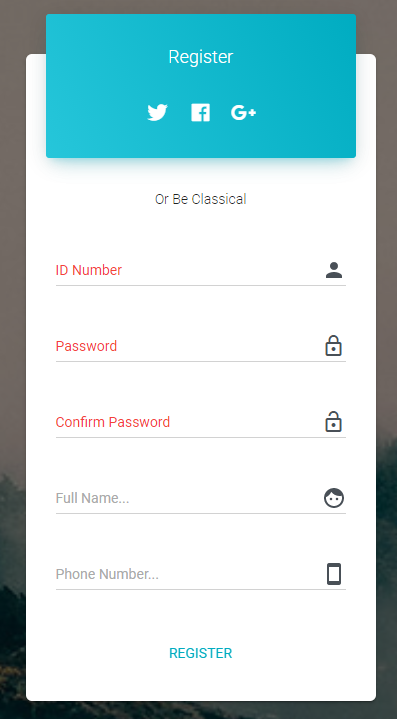 Register
G+
Or Be Classical
ID Number
Password
Confirm Password
Full Name...
Phone Number...
REGISTER